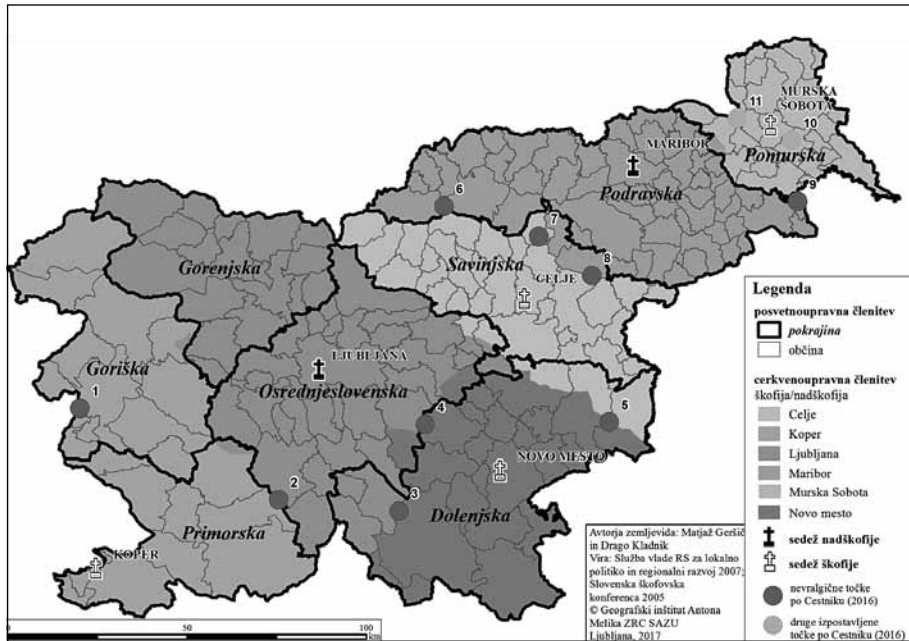 11
MURSKA
SOBOTA
10
Pomurska
MARIBOR
Podravska
9
6
7
Savinjska
8
CELJE
Gorenjska
LJUBLJANA
Osrednjeslovenska
Goriška
1
4
5
NOVO MESTO
2
3
Dolenjska
Primorska
KOPER
0
50
100
km
Legenda
posvetnoupravna členitev
pokrajina
občina
cerkvenoupravna členitev
škofija/nadškofija
Celje
Koper
Ljubljana
Maribor
Murska Sobota
Novo mesto
sedež nadškofije
sedež škofije
nevralgične točke
po Cestniku (2016)
druge izpostavljene
točke po Cestniku (2016)
Avtorja zemljevida: Matjaž Geršič
in Drago Kladnik
Vira: Služba vlade RS za lokalno
politiko in regionalni razvoj 2007;
Slovenska škofovska
konferenca 2005
© Geografski inštitut Antona
Melika ZRC SAZU
Ljubljana, 2017